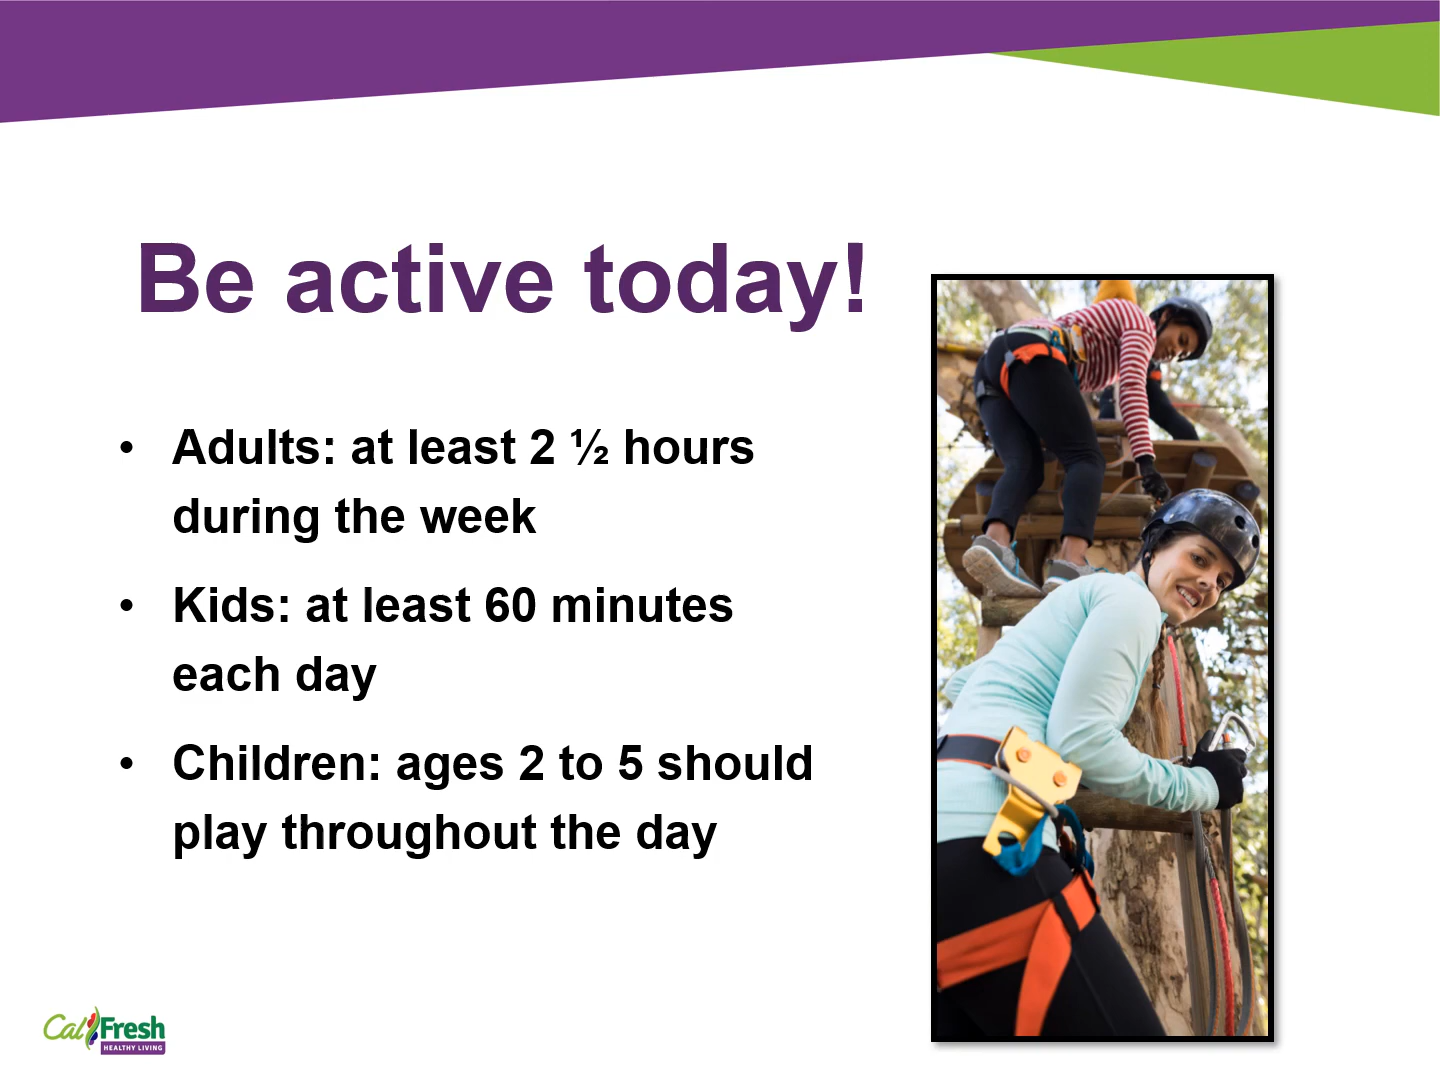 Be active today!
• Adults: at least 2 ½ hours
during the week
• Kids: at least 60 minutes
each day
• Children: ages 2 to 5 should
play throughout the day
CalFresh
HEALTHY LIVING